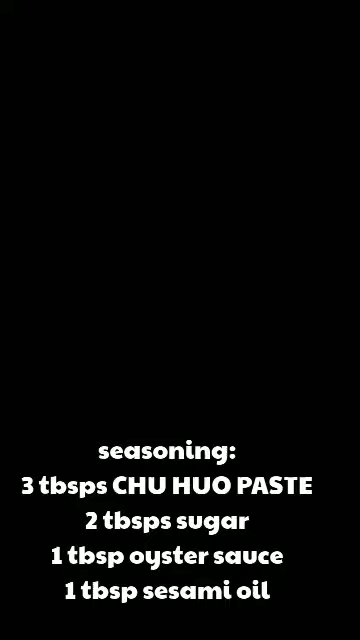 seasoning:
3 tbsps CHU HUO PASTE
2 tbsps sugar
1 tbsp oyster sauce
1 tbsp sesami oil